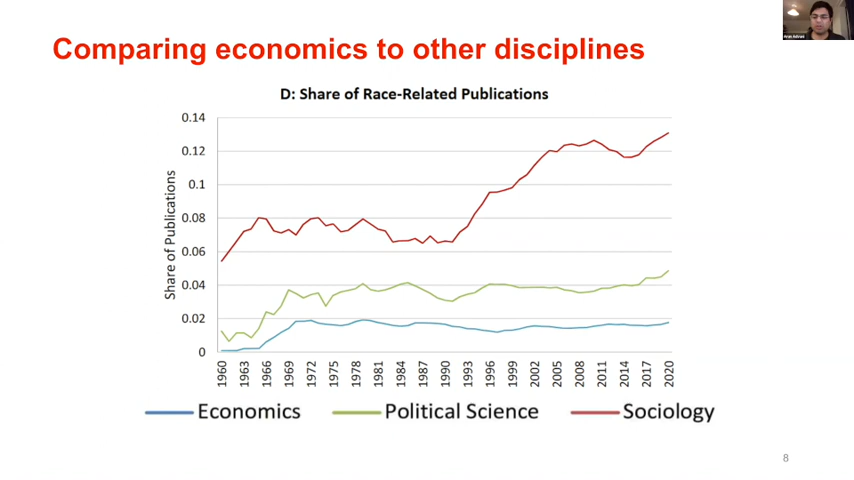 Comparing economics to other disciplines
D: Share of Race-Related Publications
Share of Publications
0.14
0.12
0.1
0.08
0.06
0.04
0.02
0
1960 1963 1966 1969 1972 1975 1978 1981 1984 1987 1990 1993 1996 1999 2002 2005 2008 2011 2014 2017 2020
Economics Political Science Sociology
8